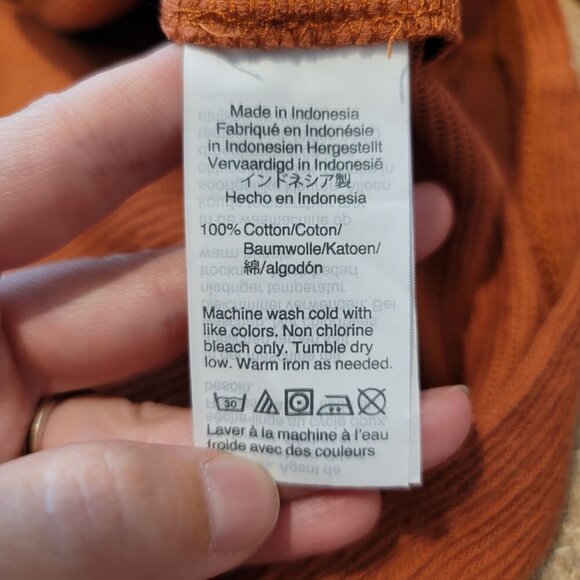 Made in Indonesia
Fabriqué en Indonésie
in Indonesien Hergestellt
Vervaardigd in Indonesië
インドネシア製
Hecho en Indonesia
100% Cotton/Coton/
Baumwolle/Katoen/
綿/algodón
Machine wash cold with
like colors. Non chlorine
bleach only. Tumble dry
low. Warm iron as needed.
30
Laver à la machine à l'eau
froide avec des couleurs